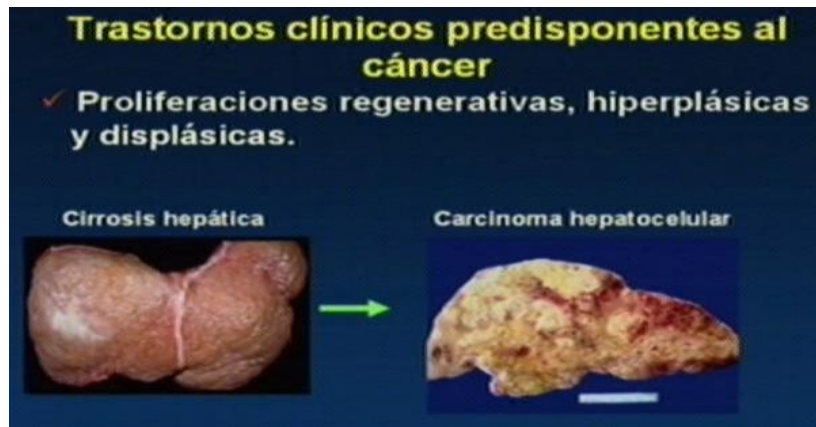 Trastornos clínicos predisponentes al
cáncer
✓ Proliferaciones regenerativas, hiperplásicas
y displásicas.
Cirrosis hepática
Carcinoma hepatocelular